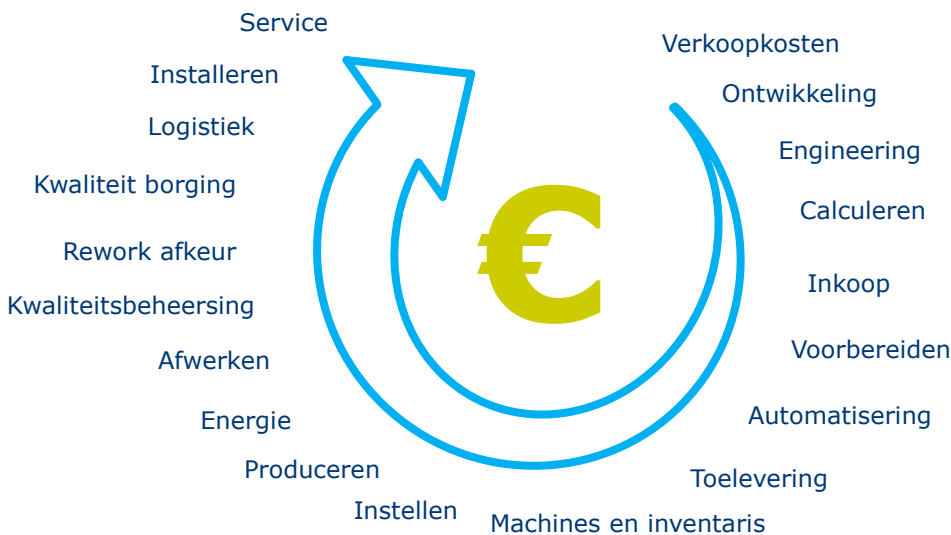 Verkoopkosten
Ontwikkeling
Engineering
Calculeren
Inkoop
Voorbereiden
Automatisering
Toelevering
Machines en inventaris
Instellen
Produceren
Energie
Afwerken
Kwaliteitsbeheersing
Rework afkeur
Kwaliteit borging
Logistiek
Installeren
Service
€